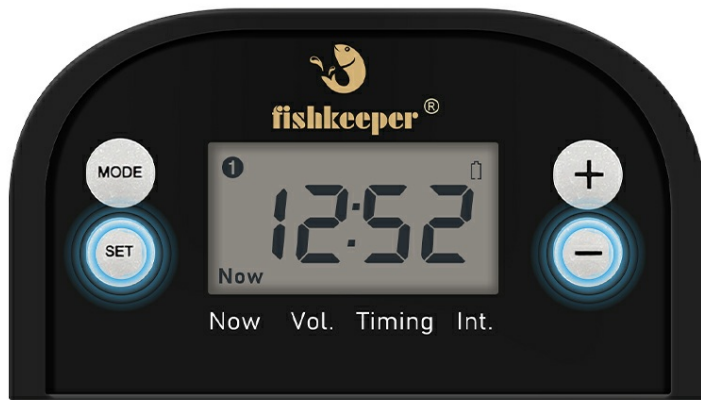 fishkeeper®
MODE
+
1
12:52
SET
−
Now
Now Vol. Timing Int.